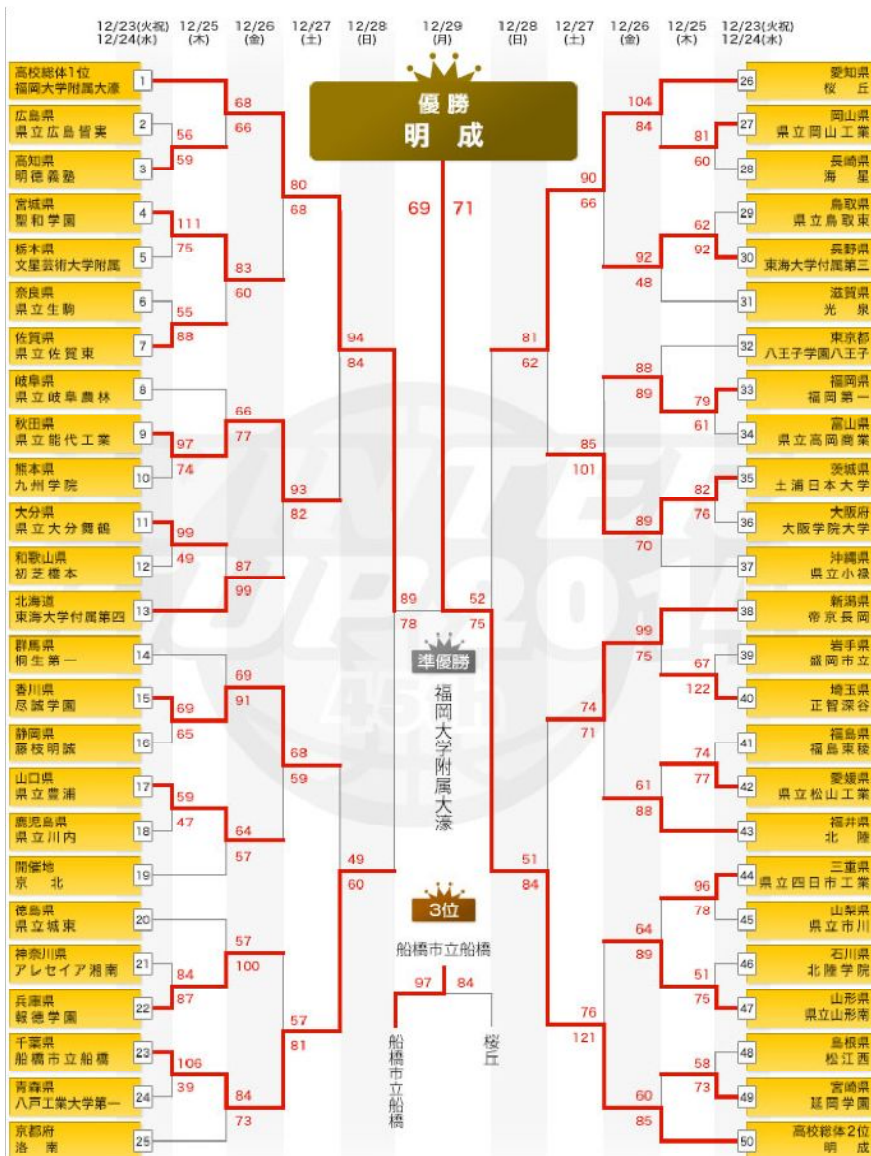 12/23(火祝)
12/24(水)
12/25
(木)
12/26
(金)
12/27
(土)
12/28
(日)
12/29
(月)
12/28
(日)
12/27
(土)
12/26
(金)
12/25
(木)
12/23(火祝)
12/24(水)
優勝
明成
69 71
高校総体1位
福岡大学附属大濠
1
広島県
県立広島皆実
2
高知県
明徳義塾
3
宮城県
聖和学園
4
栃木県
文星芸術大学附属
5
奈良県
県立生駒
6
佐賀県
県立佐賀東
7
岐阜県
県立岐阜農林
8
秋田県
県立能代工業
9
熊本県
九州学院
10
大分県
県立大分舞鶴
11
和歌山県
初芝橋本
12
北海道
東海大学付属第四
13
群馬県
桐生第一
14
香川県
尽誠学園
15
静岡県
藤枝明誠
16
山口県
県立豊浦
17
鹿児島県
県立川内
18
開催地
京北
19
徳島県
県立城東
20
神奈川県
アレセイア湘南
21
兵庫県
報徳学園
22
千葉県
船橋市立船橋
23
青森県
八戸工業大学第一
24
京都府
洛南
25
56
59
111
75
55
88
97
74
99
49
69
65
59
47
84
87
106
39
68
66
83
60
66
77
87
99
69
91
64
57
57
100
84
73
80
68
93
82
68
59
57
81
94
84
49
60
89
78
52
75
準優勝
福岡大学附属大濠
3位
船橋市立船橋
97 84
船橋市立船橋
桜丘
81
62
51
84
90
66
85
101
74
71
76
121
104
84
92
48
88
89
89
70
99
75
61
88
64
89
60
85
81
60
62
92
79
61
82
76
67
122
74
77
96
78
51
75
58
73
26
愛知県
桜丘
27
岡山県
県立岡山工業
28
長崎県
海星
29
鳥取県
県立鳥取東
30
長野県
東海大学付属第三
31
滋賀県
光泉
32
東京都
八王子学園八王子
33
福岡県
福岡第一
34
富山県
県立高岡商業
35
茨城県
土浦日本大学
36
大阪府
大阪学院大学
37
沖縄県
県立小禄
38
新潟県
帝京長岡
39
岩手県
盛岡市立
40
埼玉県
正智深谷
41
福島県
福島東稜
42
愛媛県
県立松山工業
43
福井県
北陸
44
三重県
県立四日市工業
45
山梨県
県立市川
46
石川県
北陸学院
47
山形県
県立山形南
48
島根県
松江西
49
宮崎県
延岡学園
50
高校総体2位
明成